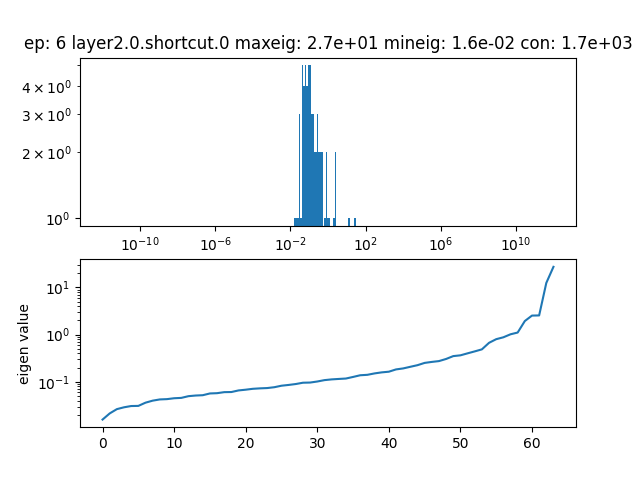 ep: 6 layer2.0.shortcut.0 maxeig: 2.7e+01 mineig: 1.6e-02 con: 1.7e+03
4 × 10⁰
3 × 10⁰
2 × 10⁰
10⁰
10⁻¹⁰ 10⁻⁶ 10⁻² 10² 10⁶ 10¹⁰
eigen value
10¹
10⁰
10⁻¹
0 10 20 30 40 50 60